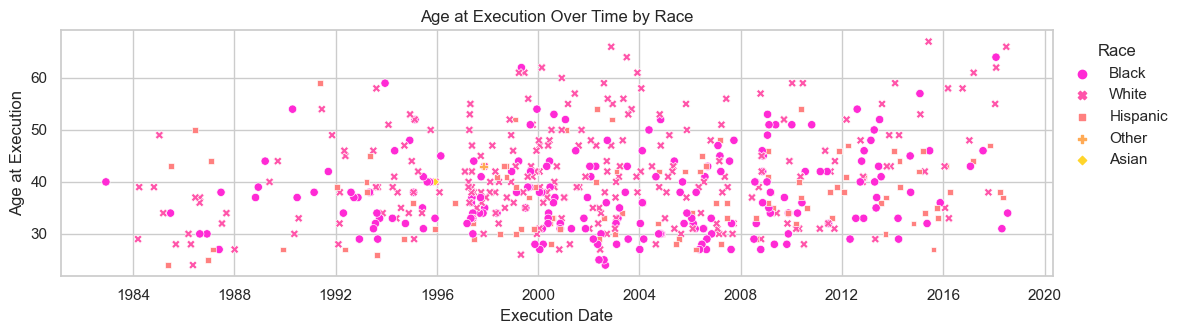 Age at Execution Over Time by Race
Race
Black
White
Hispanic
Other
Asian
Age at Execution
60
50
40
30
1984 1988 1992 1996 2000 2004 2008 2012 2016 2020
Execution Date